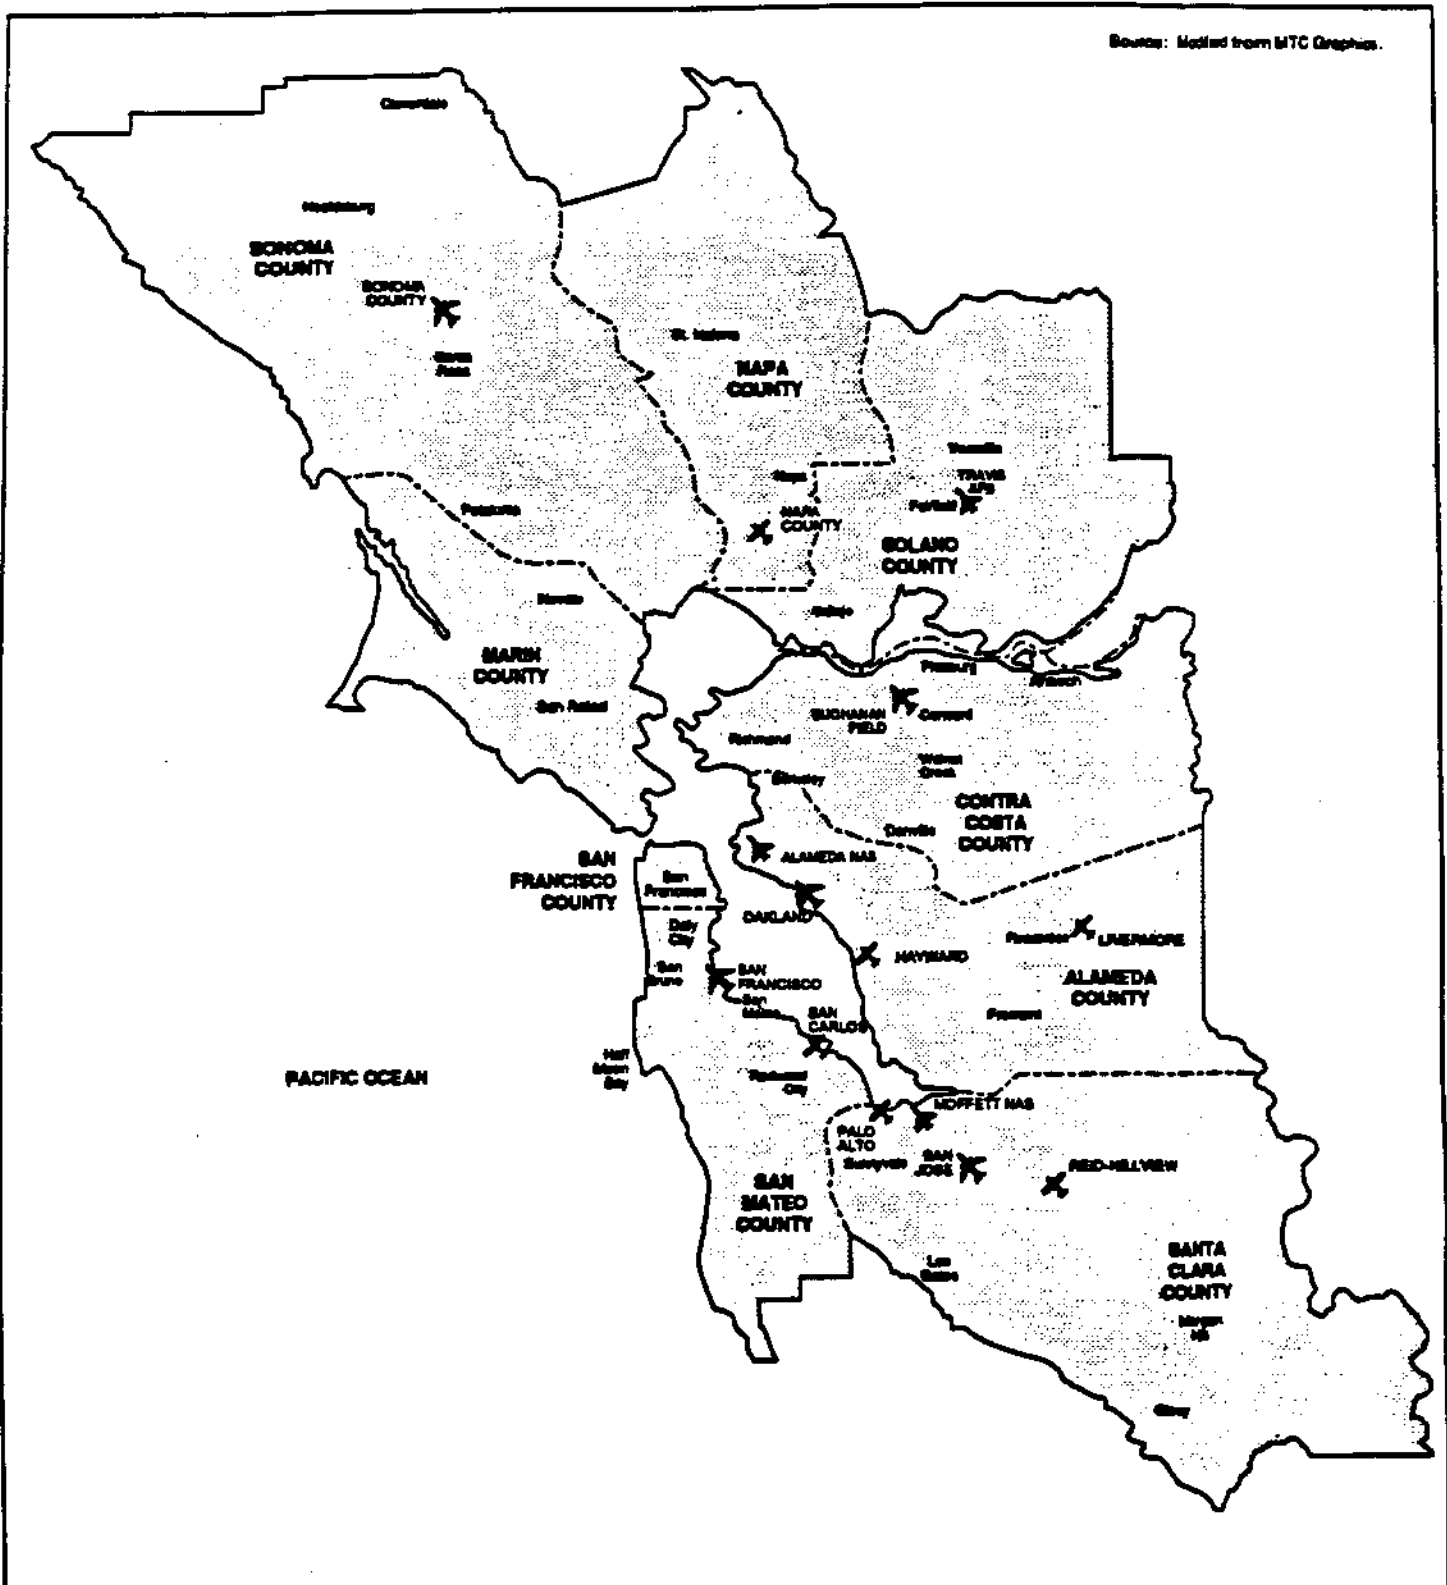 Source: Modified from MTC Graphics.
Cloverdale
Healdsburg
SONOMA
COUNTY
SONOMA
COUNTY
Santa
Rosa
St. Helena
NAPA
COUNTY
Vacaville
TRAVIS
AFB
Fairfield
Napa
NAPA
COUNTY
Petaluma
SOLANO
COUNTY
Novato
Vallejo
MARIN
COUNTY
San Rafael
Pittsburg
Antioch
BUCHANAN
FIELD
Concord
Richmond
Walnut
Creek
Berkeley
CONTRA
COSTA
COUNTY
Danville
ALAMEDA NAS
SAN
FRANCISCO
COUNTY
San
Francisco
OAKLAND
Daly
City
Pleasanton
LIVERMORE
HAYWARD
San
Bruno
SAN
FRANCISCO
San
Mateo
ALAMEDA
COUNTY
SAN
CARLOS
Fremont
Half
Moon
Bay
PACIFIC OCEAN
Redwood
City
MOFFETT NAS
PALO
ALTO
Sunnyvale
SAN
JOSE
REID-HILLVIEW
SAN
MATEO
COUNTY
Los
Gatos
SANTA
CLARA
COUNTY
Morgan
Hill
Gilroy